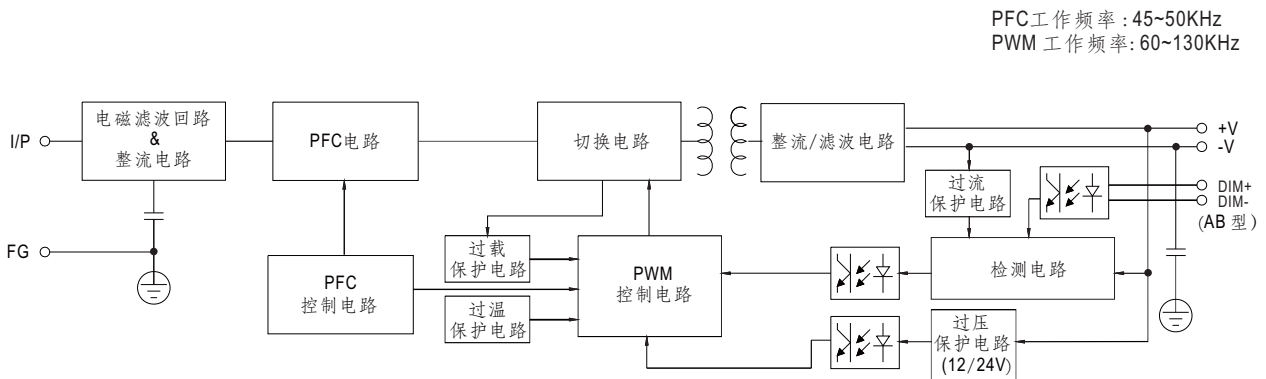 PFC工作频率：45~50KHz
PWM 工作频率: 60~130KHz
I/P
电磁滤波回路
&
整流电路
PFC电路
切换电路
整流/滤波电路
+V
-V
DIM+
DIM-
(AB 型）
过流
保护电路
FG
过载
保护电路
PFC
控制电路
PWM
控制电路
检测电路
过温
保护电路
过压
保护电路
(12/24V)